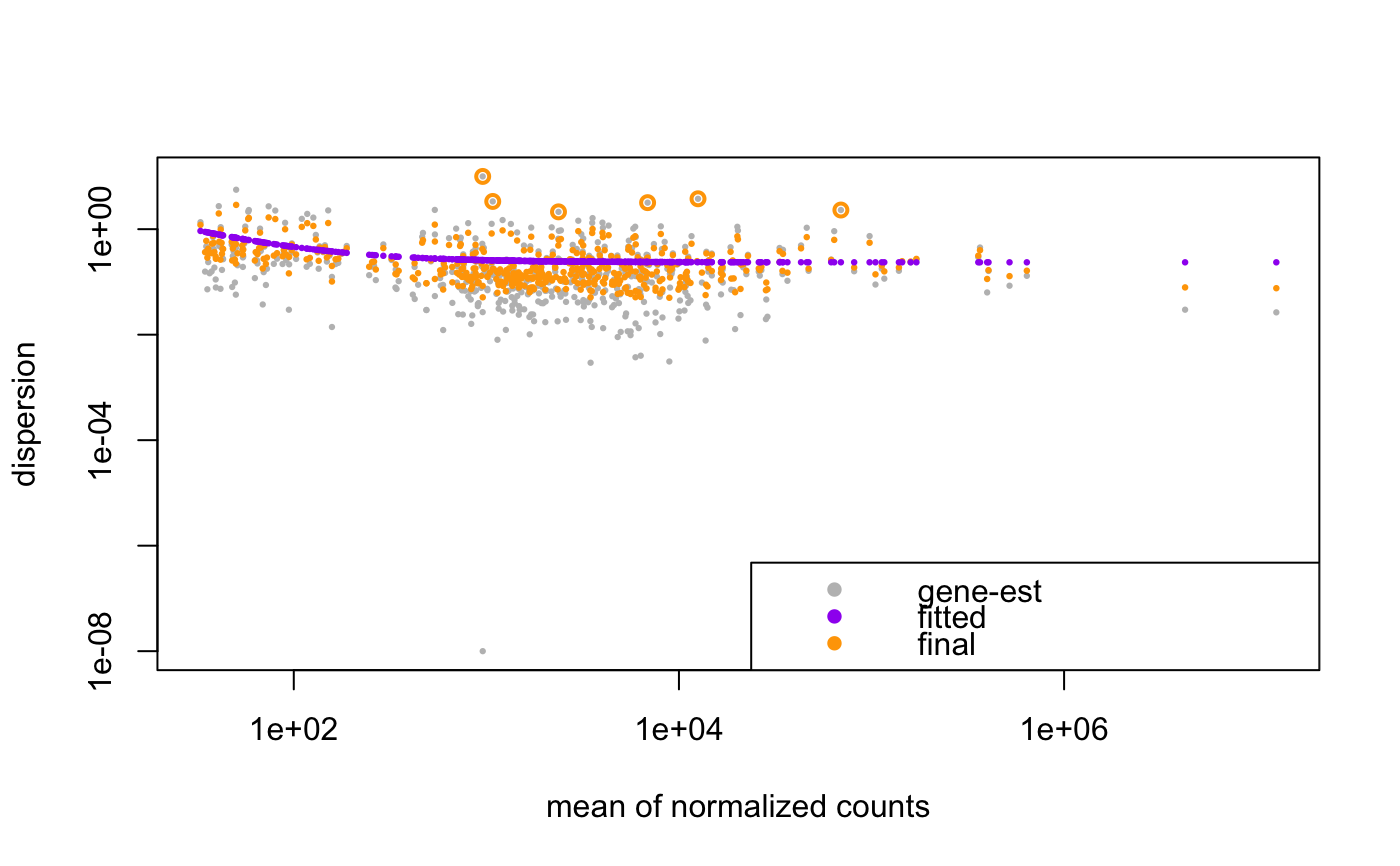 dispersion
1e+00
1e-04
1e-08
gene-est
fitted
final
1e+02
1e+04
1e+06
mean of normalized counts